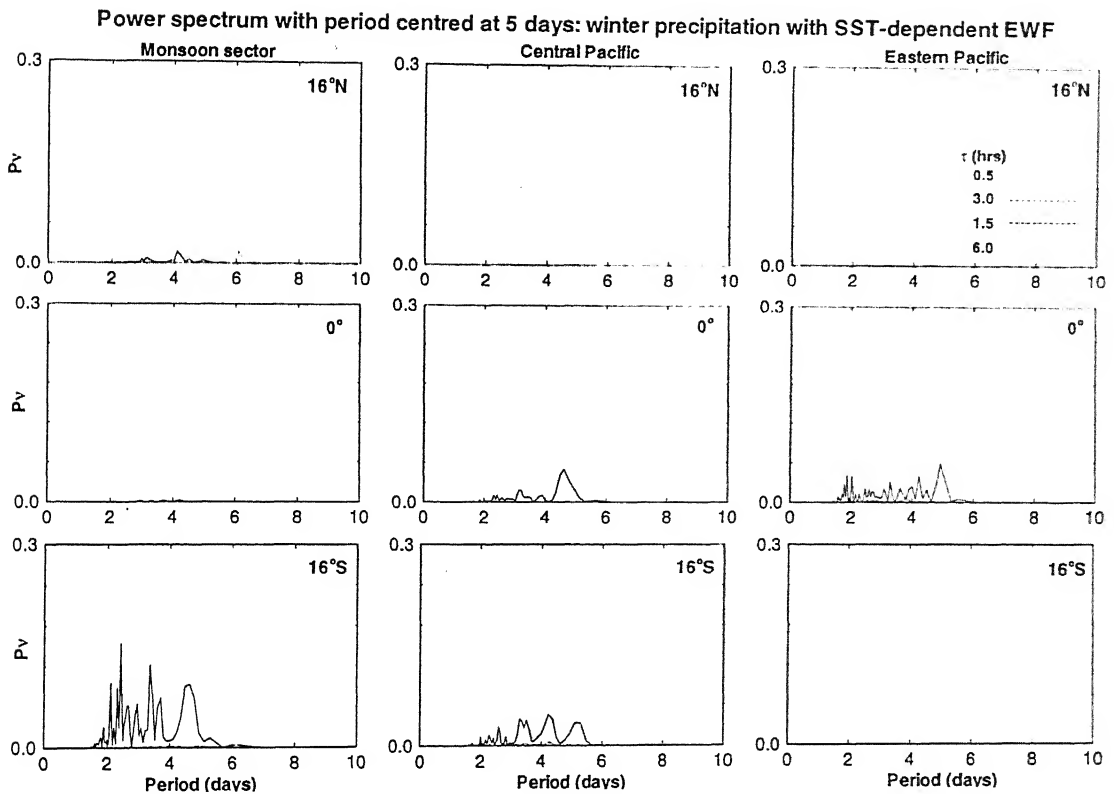 Power spectrum with period centred at 5 days: winter precipitation with SST-dependent EWF
Monsoon sector
Central Pacific
Eastern Pacific
0.3
16°N
Pν
0.0
0 2 4 6 8 10
0.3
16°N
0.0
0 2 4 6 8 10
0.3
16°N
τ (hrs)
0.5
3.0
1.5
6.0
0.0
0 2 4 6 8 10
0.3
0°
Pν
0.0
0 2 4 6 8 10
0.3
0°
0.0
0 2 4 6 8 10
0.3
0°
0.0
0 2 4 6 8 10
0.3
16°S
Pν
0.0
0 2 4 6 8 10
Period (days)
0.3
16°S
0.0
0 2 4 6 8 10
Period (days)
0.3
16°S
0.0
0 2 4 6 8 10
Period (days)